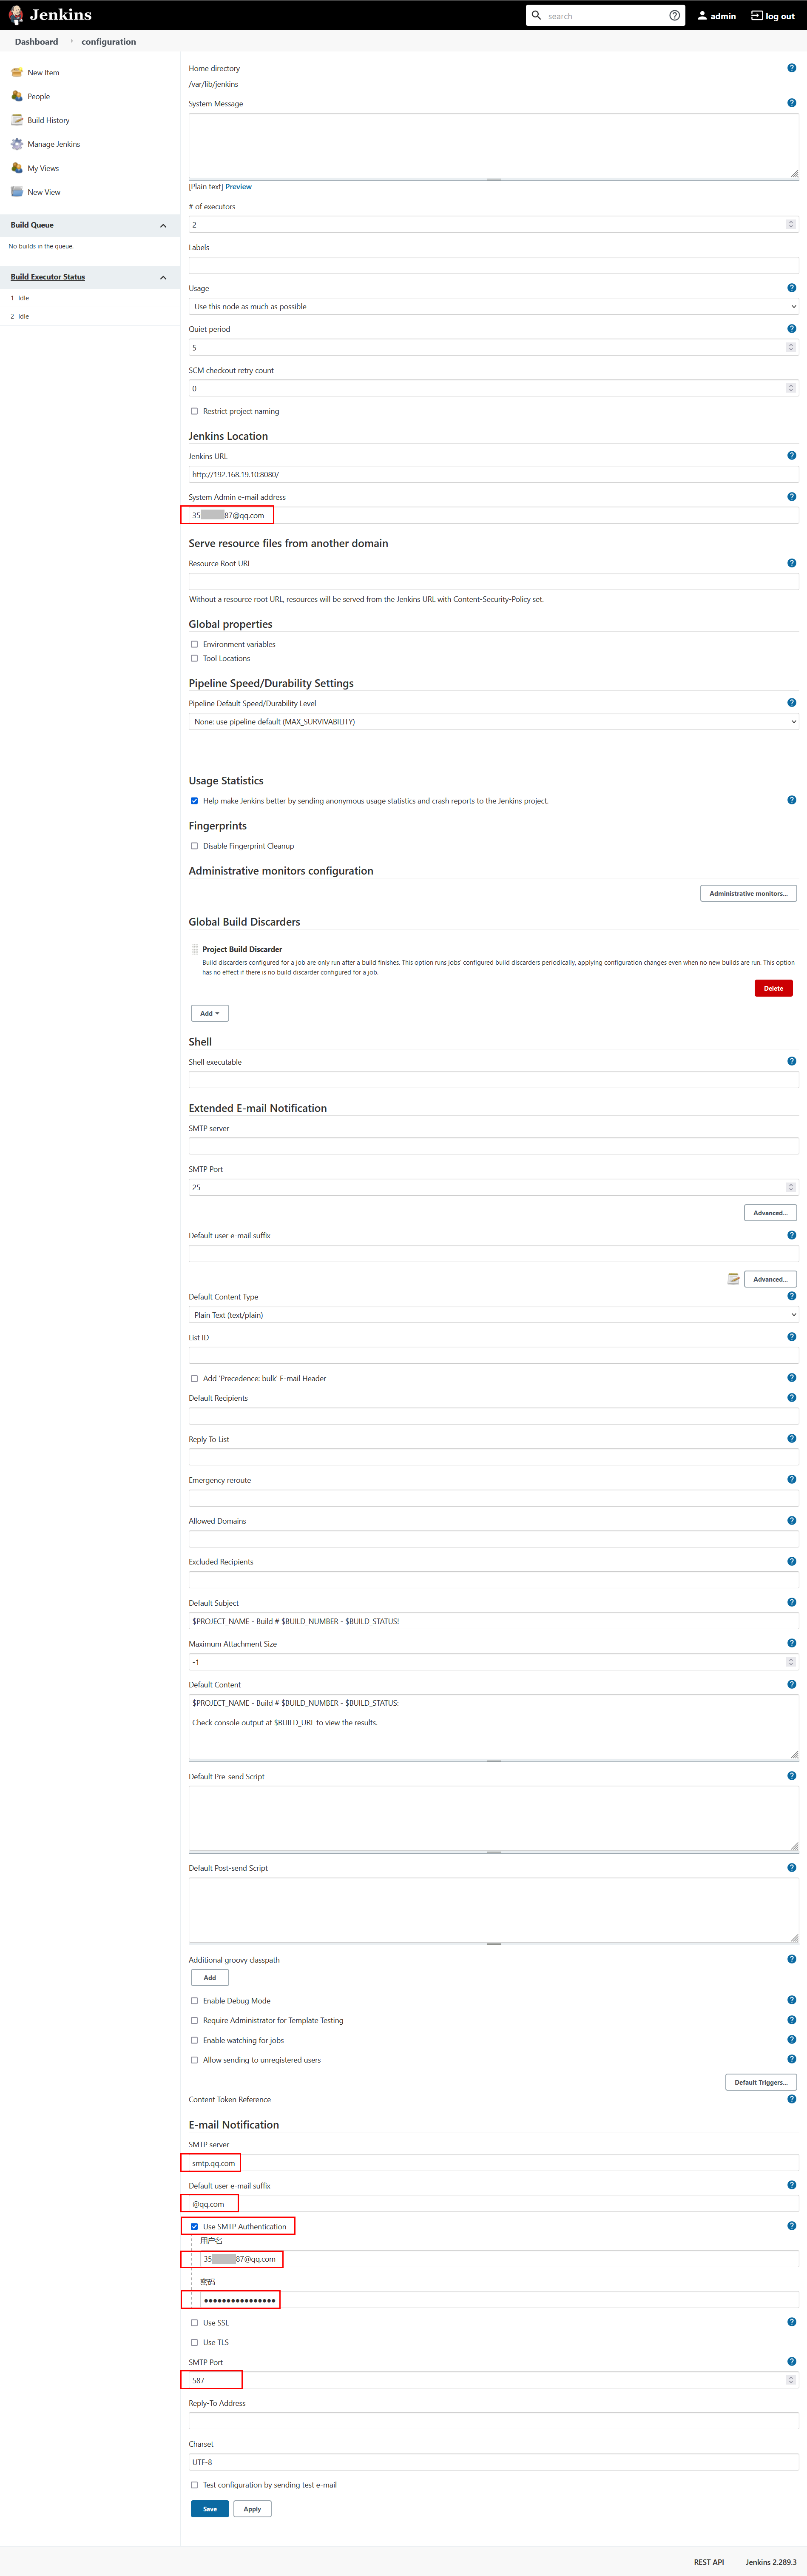 Jenkins
search
admin
log out
Dashboard
configuration
New Item
People
Build History
Manage Jenkins
My Views
New View
Build Queue
No builds in the queue.
Build Executor Status
1 Idle
2 Idle
Home directory
/var/lib/jenkins
System Message
[Plain text] Preview
# of executors
2
Labels
Usage
Use this node as much as possible
Quiet period
5
SCM checkout retry count
0
Restrict project naming
Jenkins Location
Jenkins URL
http://192.168.19.10:8080/
System Admin e-mail address
35 87@qq.com
Serve resource files from another domain
Resource Root URL
Without a resource root URL, resources will be served from the Jenkins URL with Content-Security-Policy set.
Global properties
Environment variables
Tool Locations
Pipeline Speed/Durability Settings
Pipeline Default Speed/Durability Level
None: use pipeline default (MAX_SURVIVABILITY)
Usage Statistics
Help make Jenkins better by sending anonymous usage statistics and crash reports to the Jenkins project.
Fingerprints
Disable Fingerprint Cleanup
Administrative monitors configuration
Administrative monitors...
Global Build Discarders
Project Build Discarder
Build discarders configured for a job are only run after a build finishes. This option runs jobs' configured build discarders periodically, applying configuration changes even when no new builds are run. This option
has no effect if there is no build discarder configured for a job.
Delete
Add
Shell
Shell executable
Extended E-mail Notification
SMTP server
SMTP Port
25
Advanced...
Default user e-mail suffix
Advanced...
Default Content Type
Plain Text (text/plain)
List ID
Add 'Precedence: bulk' E-mail Header
Default Recipients
Reply To List
Emergency reroute
Allowed Domains
Excluded Recipients
Default Subject
$PROJECT_NAME - Build # $BUILD_NUMBER - $BUILD_STATUS!
Maximum Attachment Size
-1
Default Content
$PROJECT_NAME - Build # $BUILD_NUMBER - $BUILD_STATUS:
Check console output at $BUILD_URL to view the results.
Default Pre-send Script
Default Post-send Script
Additional groovy classpath
Add
Enable Debug Mode
Require Administrator for Template Testing
Enable watching for jobs
Allow sending to unregistered users
Default Triggers...
Content Token Reference
E-mail Notification
SMTP server
smtp.qq.com
Default user e-mail suffix
@qq.com
Use SMTP Authentication
用户名
35 87@qq.com
密码
Use SSL
Use TLS
SMTP Port
587
Reply-To Address
Charset
UTF-8
Test configuration by sending test e-mail
Save
Apply
REST API
Jenkins 2.289.3